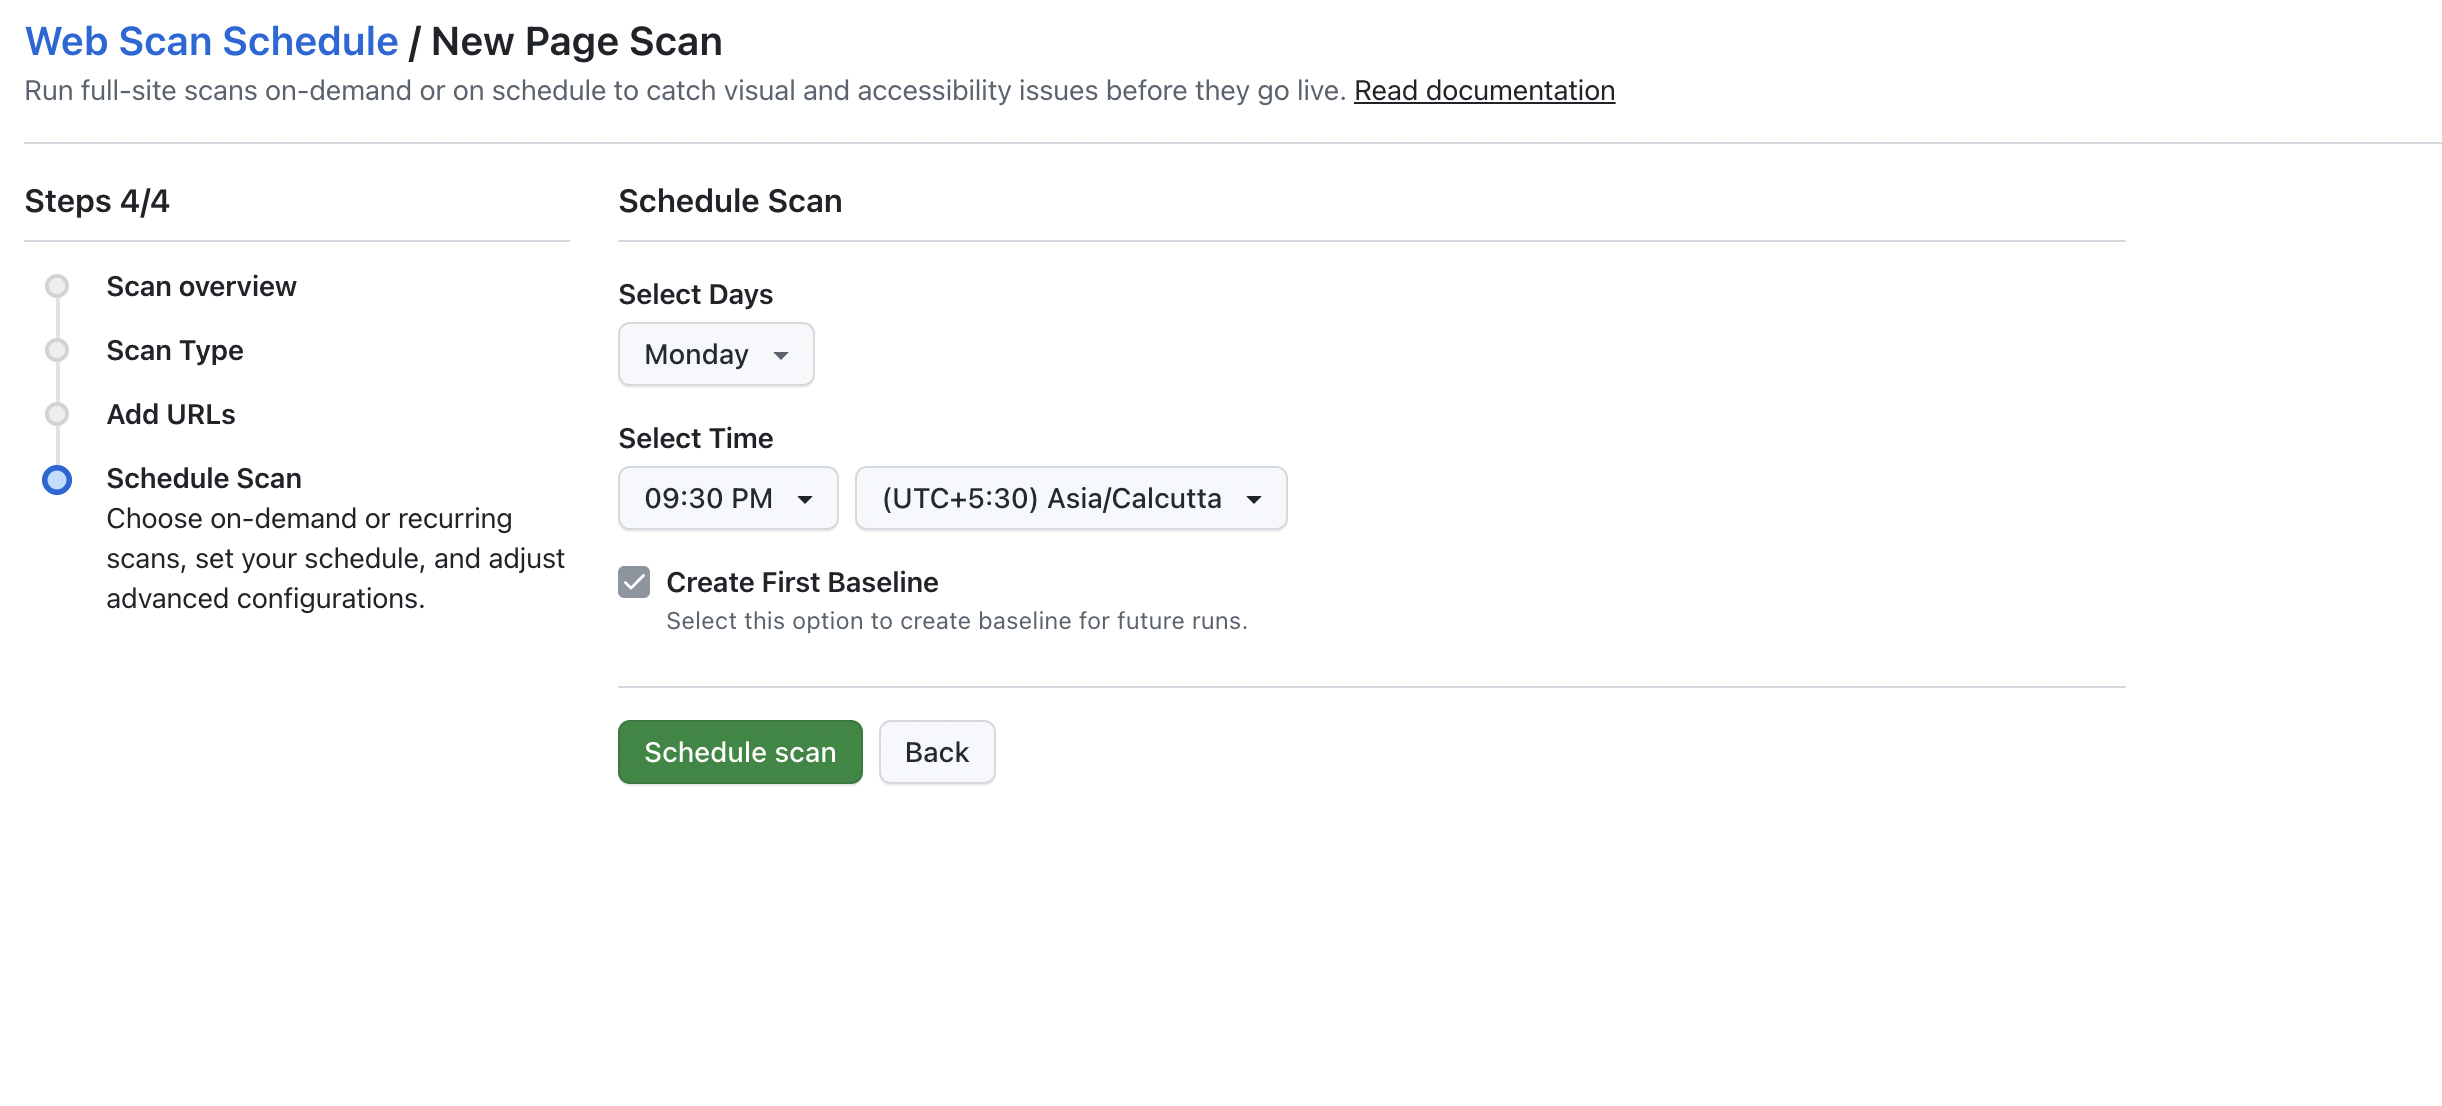 Web Scan Schedule / New Page Scan
Run full-site scans on-demand or on schedule to catch visual and accessibility issues before they go live. Read documentation
Steps 4/4
Scan overview
Scan Type
Add URLs
Schedule Scan
Choose on-demand or recurring
scans, set your schedule, and adjust
advanced configurations.
Schedule Scan
Select Days
Monday
Select Time
09:30 PM
(UTC+5:30) Asia/Calcutta
Create First Baseline
Select this option to create baseline for future runs.
Schedule scan
Back